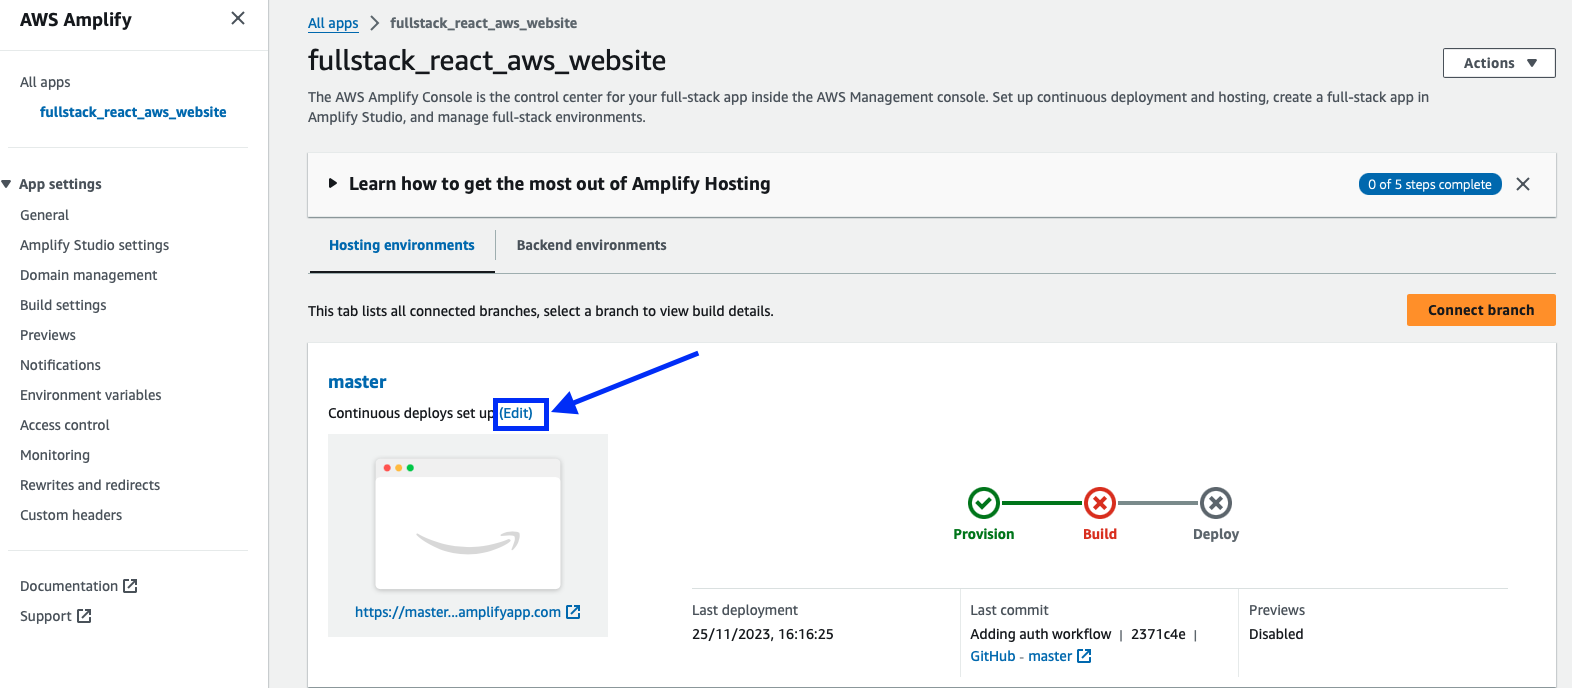 AWS Amplify
All apps
fullstack_react_aws_website
App settings
General
Amplify Studio settings
Domain management
Build settings
Previews
Notifications
Environment variables
Access control
Monitoring
Rewrites and redirects
Custom headers
Documentation
Support
All apps > fullstack_react_aws_website
fullstack_react_aws_website
Actions
The AWS Amplify Console is the control center for your full-stack app inside the AWS Management console. Set up continuous deployment and hosting, create a full-stack app in
Amplify Studio, and manage full-stack environments.
Learn how to get the most out of Amplify Hosting
0 of 5 steps complete
Hosting environments
Backend environments
This tab lists all connected branches, select a branch to view build details.
Connect branch
master
Continuous deploys set up (Edit)
https://master...amplifyapp.com
Provision
Build
Deploy
Last deployment
25/11/2023, 16:16:25
Last commit
Adding auth workflow | 2371c4e |
GitHub - master
Previews
Disabled